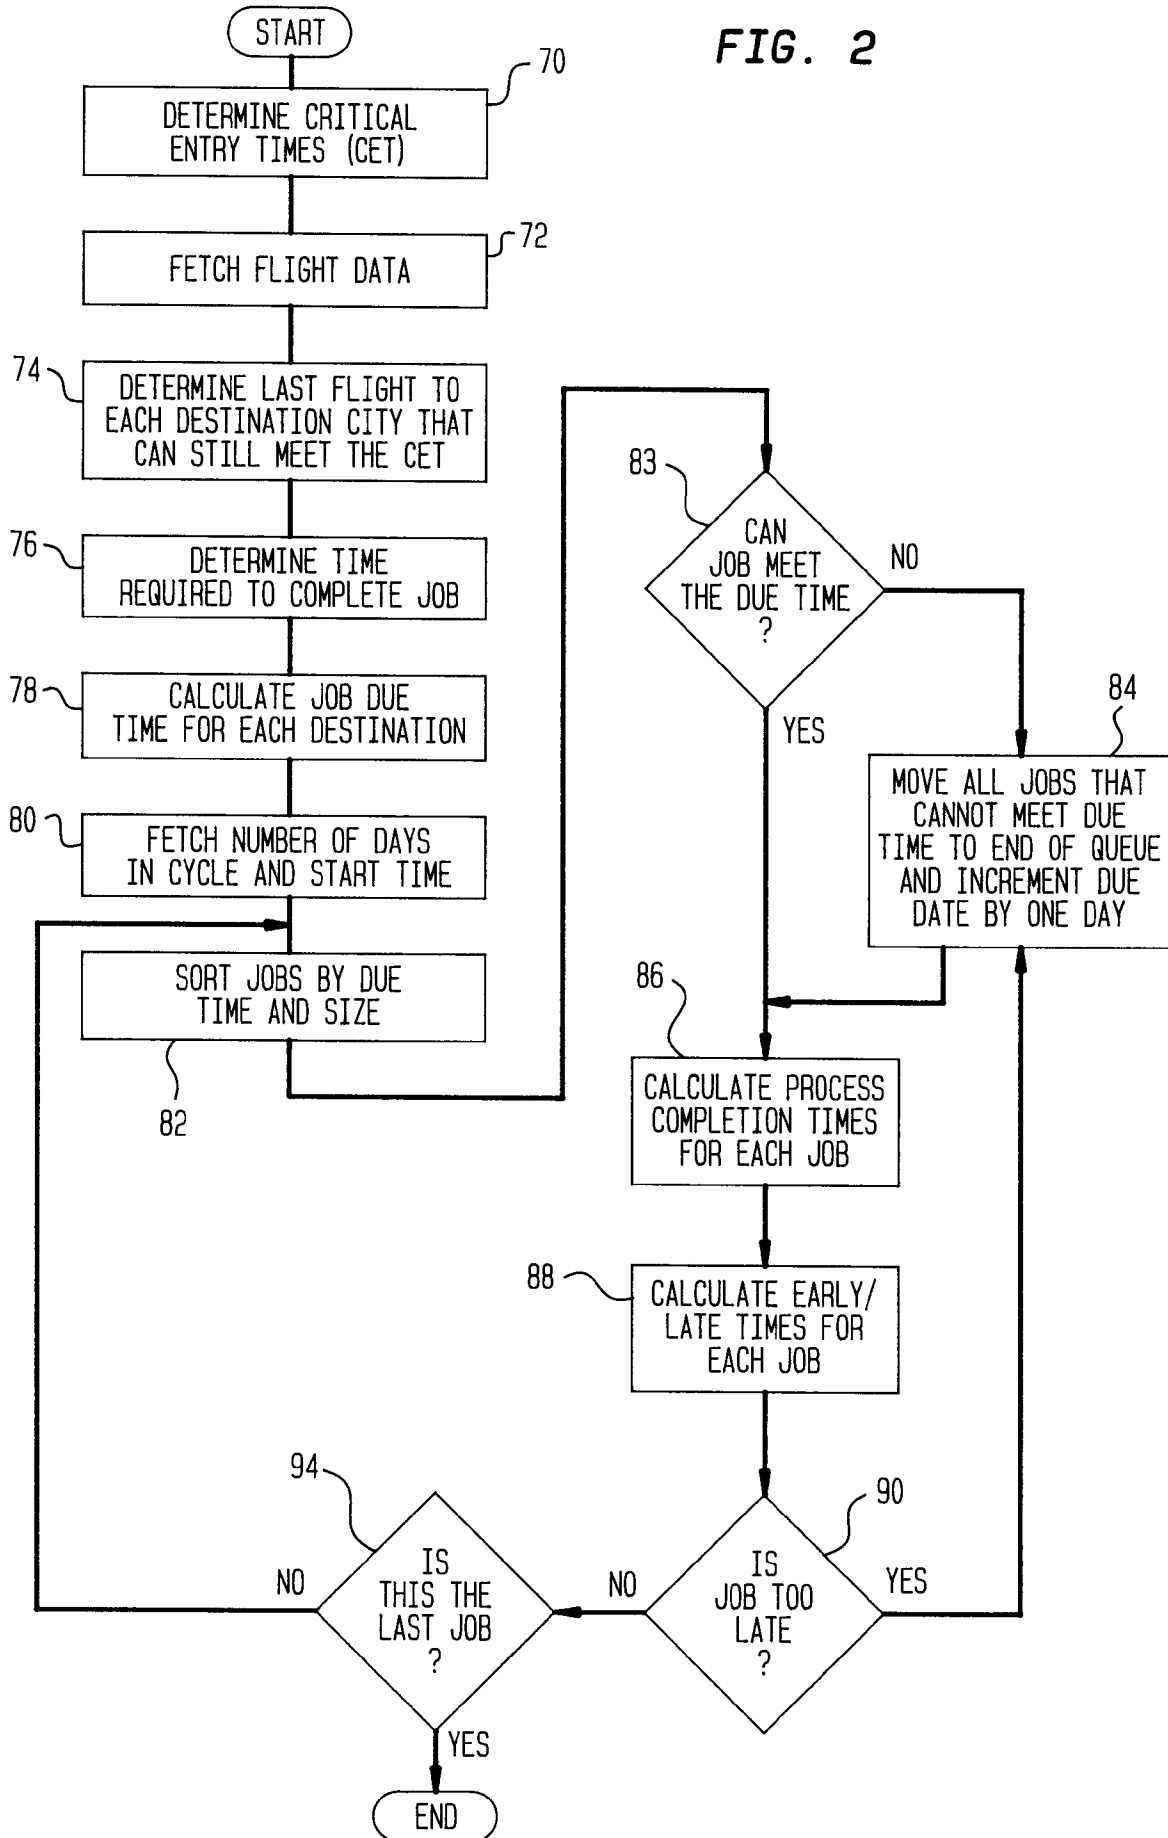 FIG. 2
START
70
DETERMINE CRITICAL
ENTRY TIMES (CET)
72
FETCH FLIGHT DATA
74
DETERMINE LAST FLIGHT TO
EACH DESTINATION CITY THAT
CAN STILL MEET THE CET
76
DETERMINE TIME
REQUIRED TO COMPLETE JOB
78
CALCULATE JOB DUE
TIME FOR EACH DESTINATION
80
FETCH NUMBER OF DAYS
IN CYCLE AND START TIME
SORT JOBS BY DUE
TIME AND SIZE
82
83
CAN
JOB MEET
THE DUE TIME
?
NO
YES
84
MOVE ALL JOBS THAT
CANNOT MEET DUE
TIME TO END OF QUEUE
AND INCREMENT DUE
DATE BY ONE DAY
86
CALCULATE PROCESS
COMPLETION TIMES
FOR EACH JOB
88
CALCULATE EARLY/
LATE TIMES FOR
EACH JOB
90
IS
JOB TOO
LATE
?
YES
NO
94
IS
THIS THE
LAST JOB
?
NO
YES
END